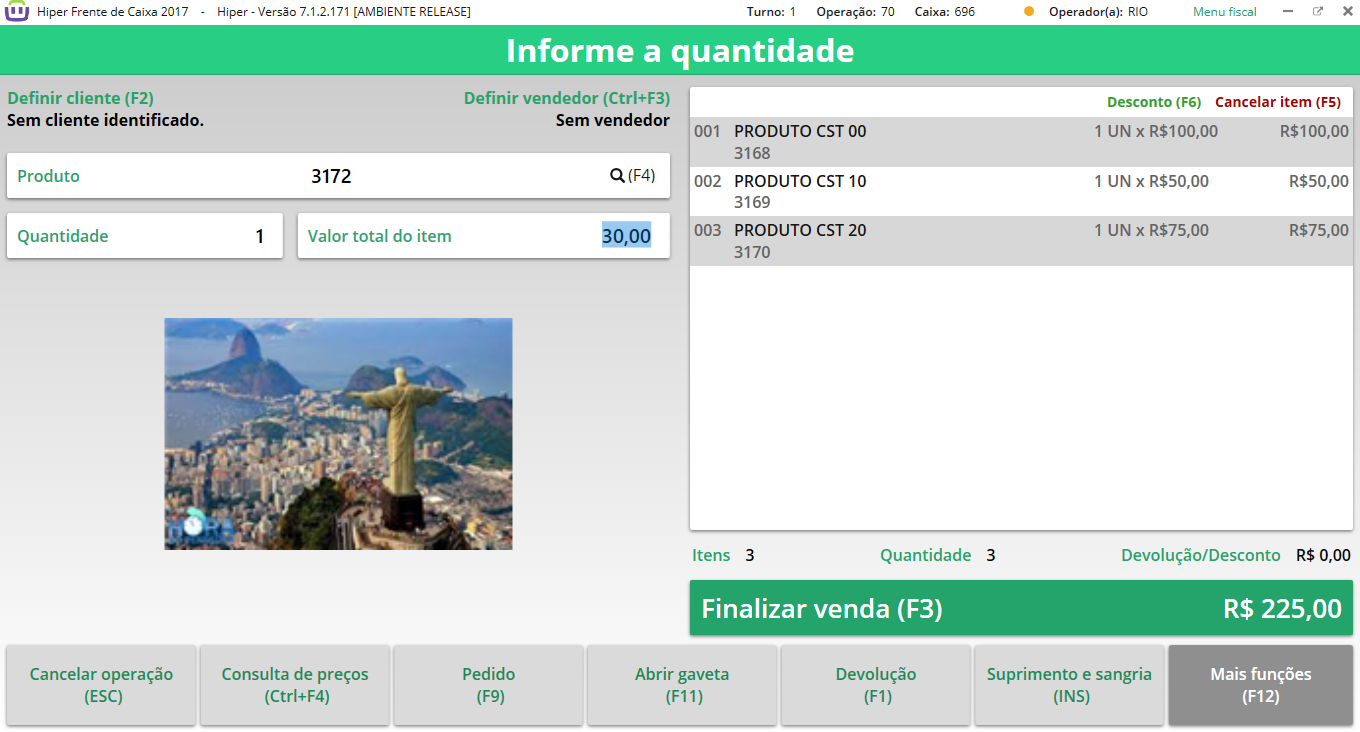 Hiper Frente de Caixa 2017 - Hiper - Versão 7.1.2.171 [AMBIENTE RELEASE] Turno: 1 Operação: 70 Caixa: 696 Operador(a): RIO Menu fiscal
Informe a quantidade
Definir cliente (F2) Definir vendedor (Ctrl+F3)
Sem cliente identificado. Sem vendedor
Produto 3172 (F4)
Quantidade 1 Valor total do item 30,00
HORA
Desconto (F6) Cancelar item (F5)
001 PRODUTO CST 00 1 UN x R$100,00 R$100,00
3168
002 PRODUTO CST 10 1 UN x R$50,00 R$50,00
3169
003 PRODUTO CST 20 1 UN x R$75,00 R$75,00
3170
Itens 3 Quantidade 3 Devolução/Desconto R$ 0,00
Finalizar venda (F3) R$ 225,00
Cancelar operação
(ESC)
Consulta de preços
(Ctrl+F4)
Pedido
(F9)
Abrir gaveta
(F11)
Devolução
(F1)
Suprimento e sangria
(INS)
Mais funções
(F12)